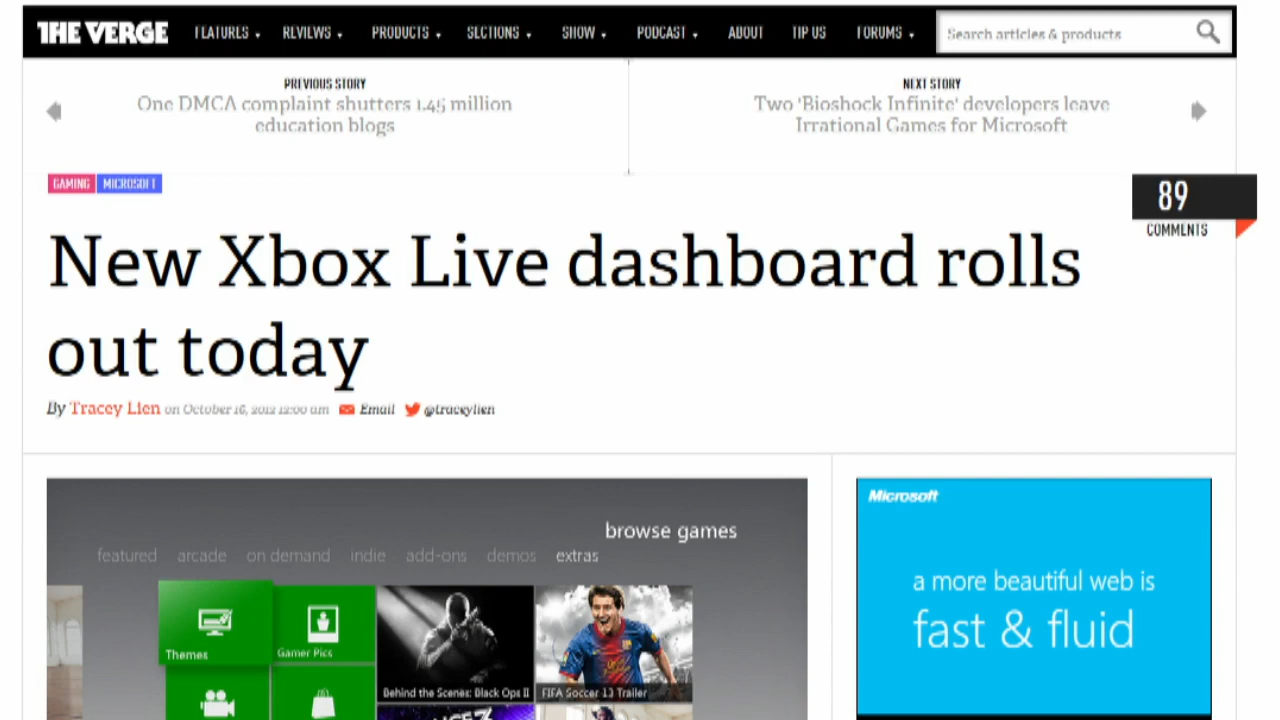 THE VERGE FEATURES REVIEWS PRODUCTS SECTIONS SHOW PODCAST ABOUT TIP US FORUMS Search articles & products
PREVIOUS STORY
One DMCA complaint shutters 1.45 million
education blogs
NEXT STORY
Two 'Bioshock Infinite' developers leave
Irrational Games for Microsoft
GAMING MICROSOFT
89
COMMENTS
New Xbox Live dashboard rolls
out today
By Tracey Lien on October 16, 2012 12:00 am Email @traceylien
browse games
featured arcade on demand indie add-ons demos extras
Themes
Gamer Pics
Behind the Scenes: Black Ops II
FIFA Soccer 13 Trailer
Microsoft
a more beautiful web is
fast & fluid